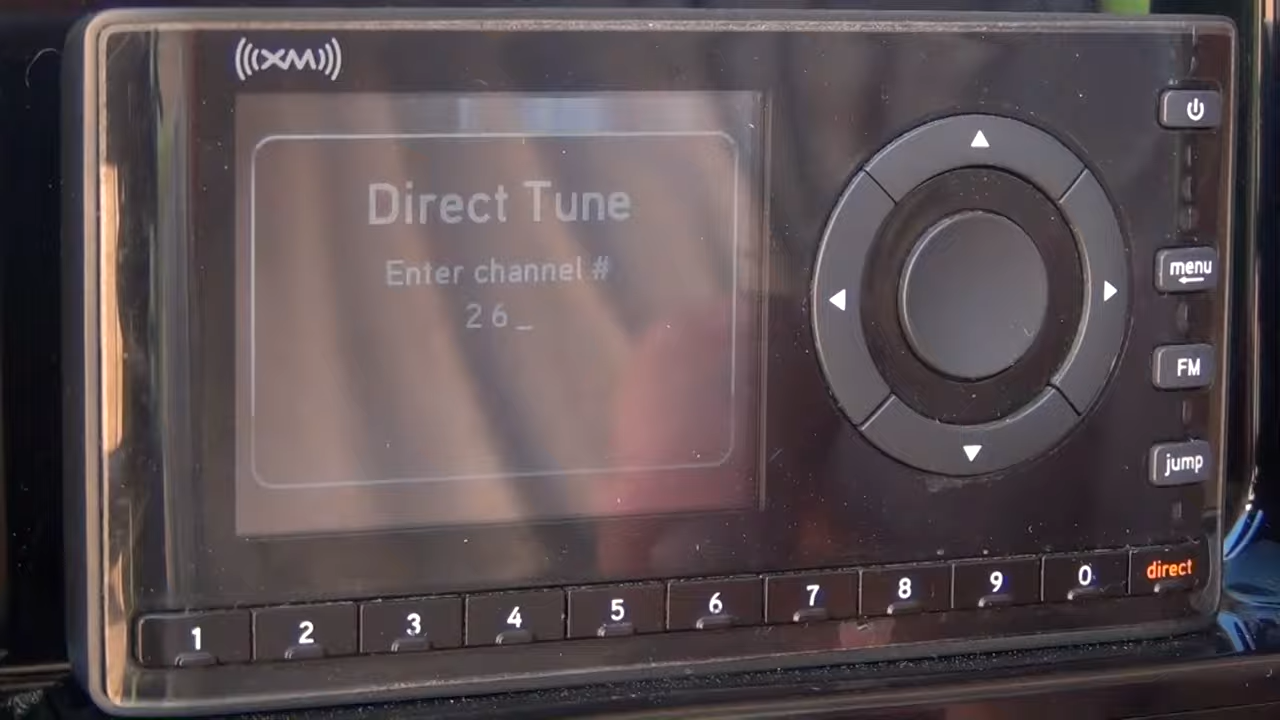 (((XM)))
Direct Tune
Enter channel #
2 6 _
menu
FM
jump
1 2 3 4 5 6 7 8 9 0 direct